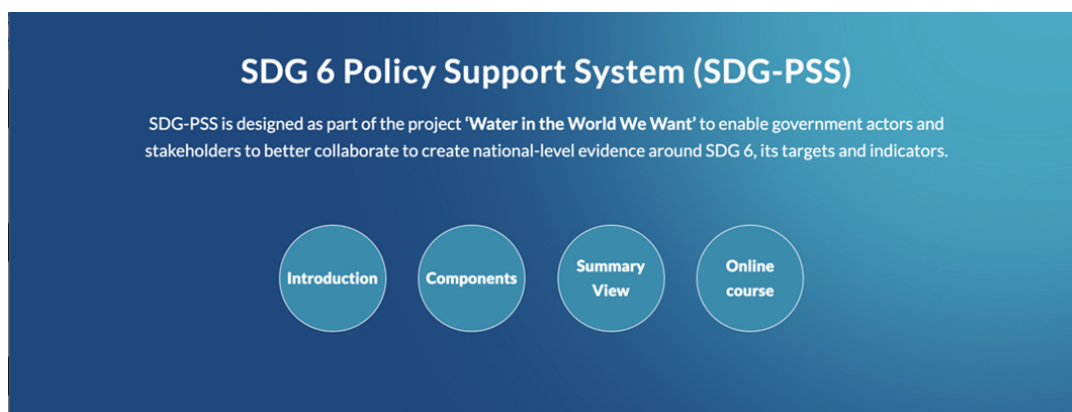 SDG 6 Policy Support System (SDG-PSS)
SDG-PSS is designed as part of the project ‘Water in the World We Want’ to enable government actors and
stakeholders to better collaborate to create national-level evidence around SDG 6, its targets and indicators.
Introduction
Components
Summary
View
Online
course